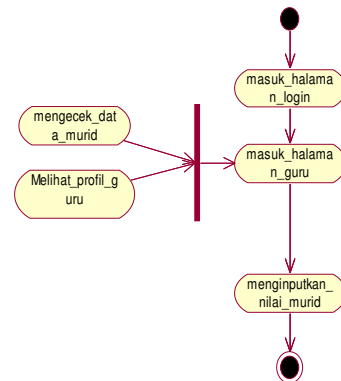 masuk_halama
n_login
mengecek_dat
a_murid
masuk_halama
n_guru
Melihat_profil_g
uru
menginputkan_
nilai_murid